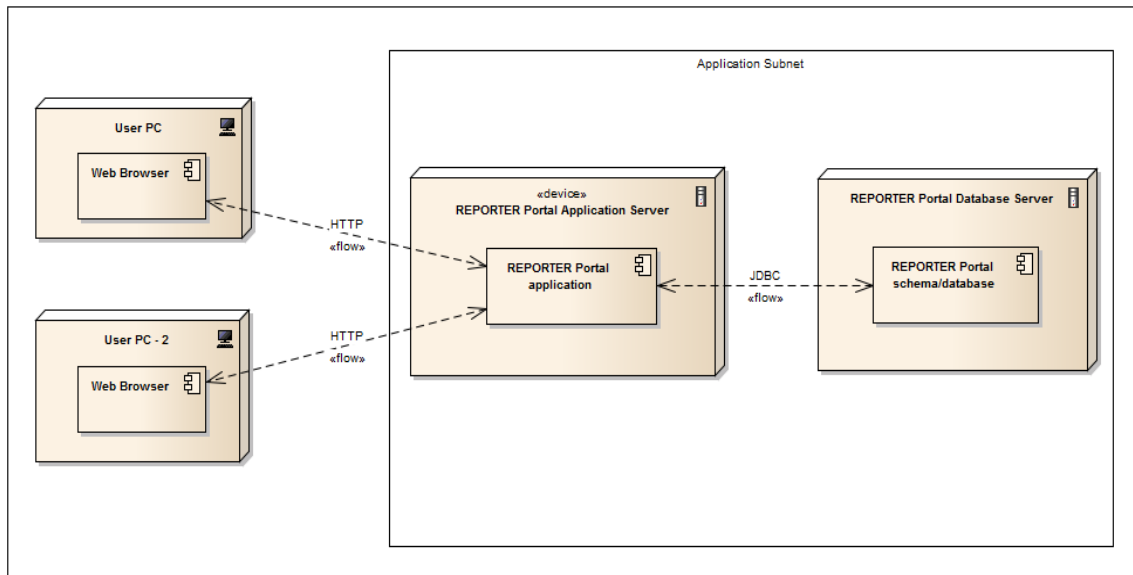 Application Subnet
User PC
Web Browser
HTTP
«flow»
User PC - 2
Web Browser
HTTP
«flow»
«device»
REPORTER Portal Application Server
REPORTER Portal
application
JDBC
«flow»
REPORTER Portal Database Server
REPORTER Portal
schema/database